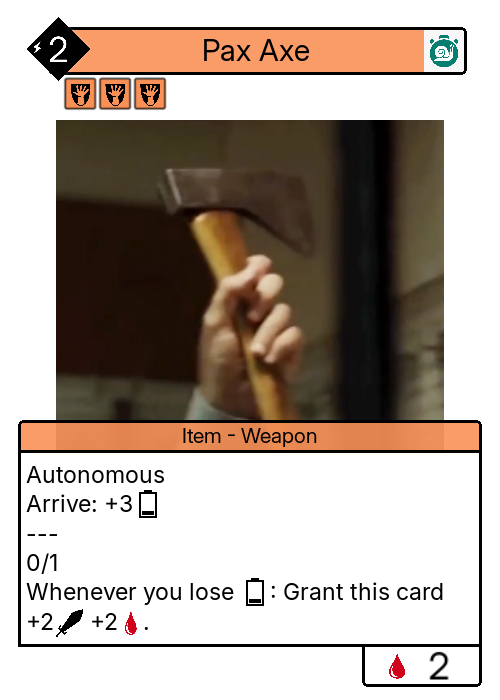 2
Pax Axe
Item - Weapon
Autonomous
Arrive: +3
---
0/1
Whenever you lose : Grant this card
+2 +2 .
2